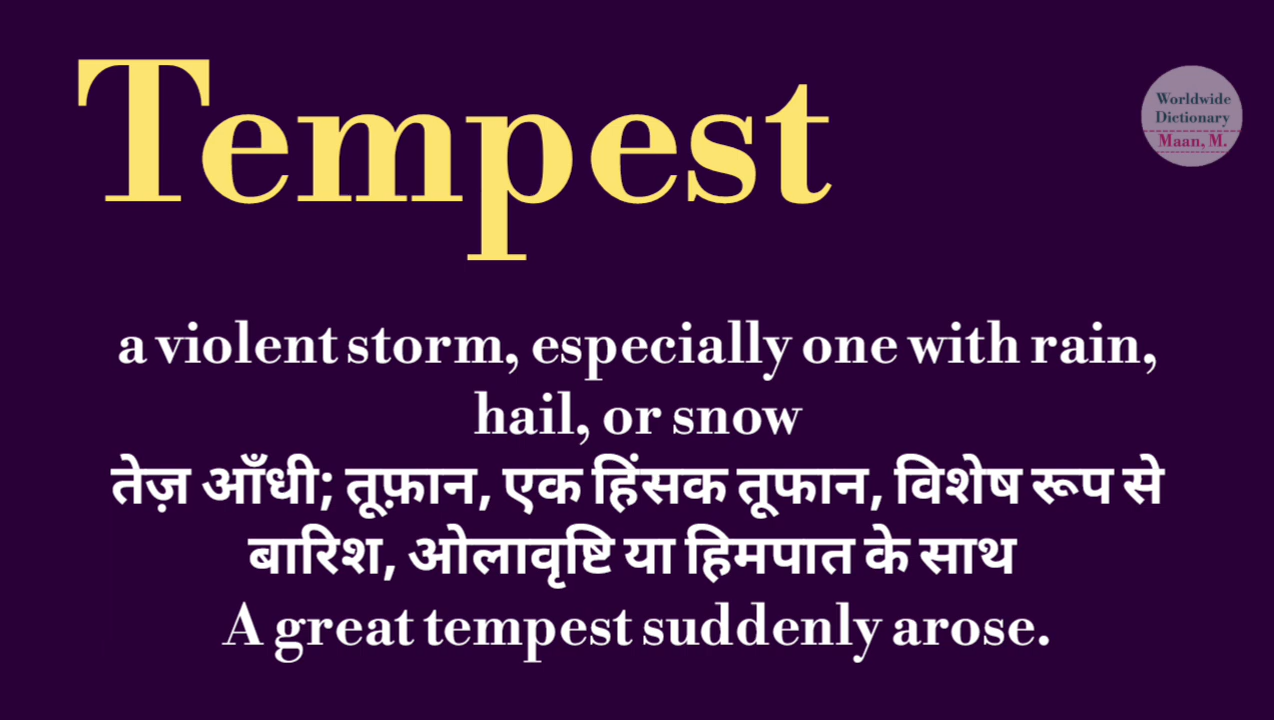 Tempest
Worldwide
Dictionary
Maan, M.
a violent storm, especially one with rain,
hail, or snow
तेज़ आँधी; तूफ़ान, एक हिंसक तूफान, विशेष रूप से
बारिश, ओलावृष्टि या हिमपात के साथ
A great tempest suddenly arose.